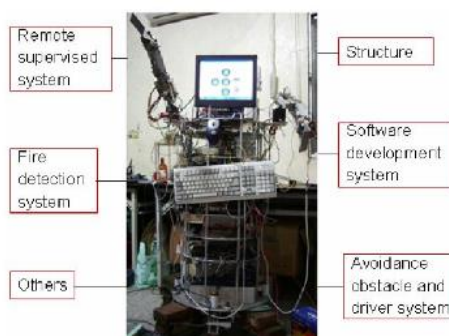 Remote
supervised
system
Structure
Fire
detection
system
Software
development
system
Others
Avoidance
obstacle and
driver system